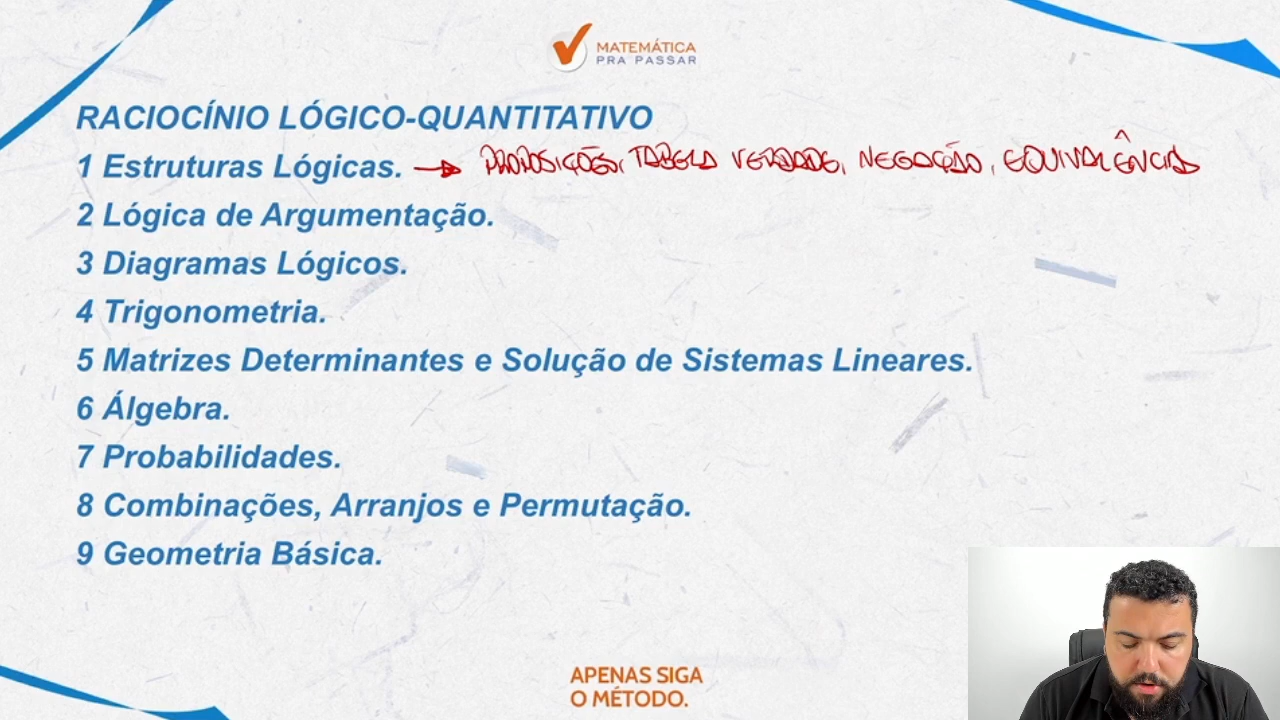 MATEMÁTICA
PRA PASSAR
RACIOCÍNIO LÓGICO-QUANTITATIVO
1 Estruturas Lógicas. → PROPOSIÇÕES, TABELA VERDADE, NEGAÇÃO, EQUIVALÊNCIA
2 Lógica de Argumentação.
3 Diagramas Lógicos.
4 Trigonometria.
5 Matrizes Determinantes e Solução de Sistemas Lineares.
6 Álgebra.
7 Probabilidades.
8 Combinações, Arranjos e Permutação.
9 Geometria Básica.
APENAS SIGA
O MÉTODO.